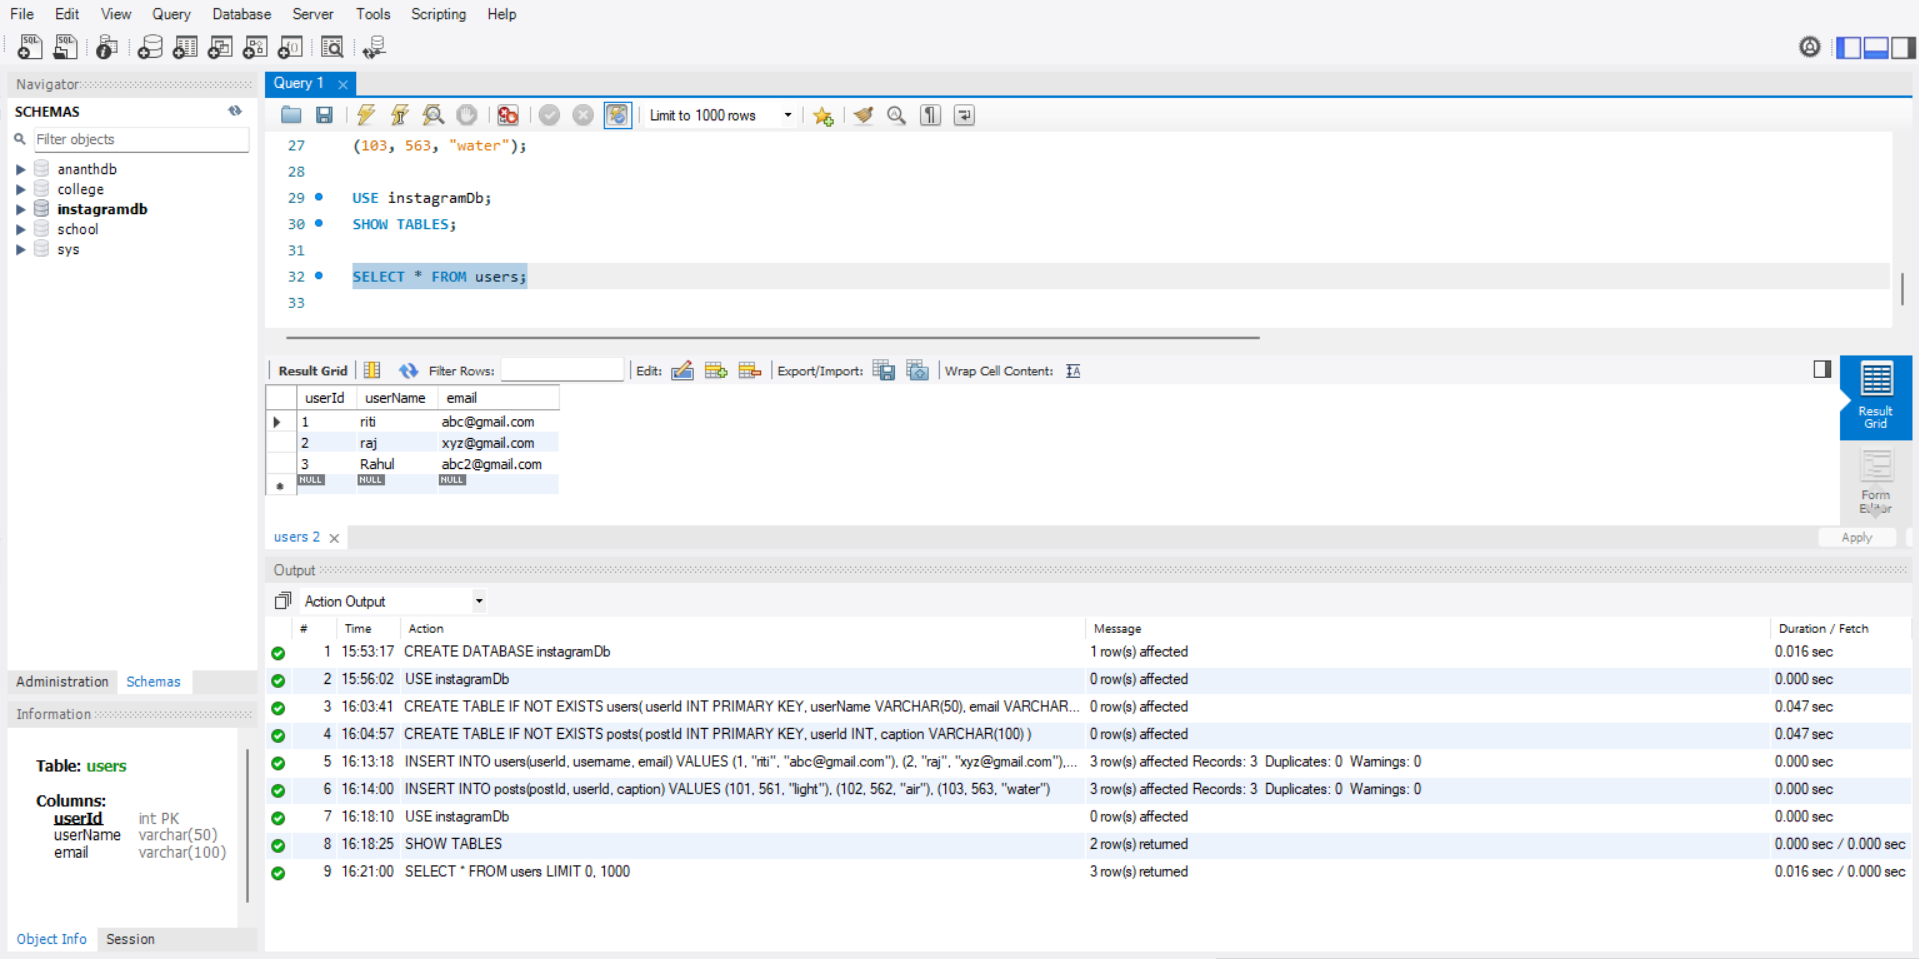 File Edit View Query Database Server Tools Scripting Help
Navigator
SCHEMAS
Filter objects
ananthdb
college
instagramdb
school
sys
Administration Schemas
Information
Table: users
Columns:
userId int PK
userName varchar(50)
email varchar(100)
Object Info Session
Query 1
Limit to 1000 rows
27 (103, 563, "water");
28
29 USE instagramDb;
30 SHOW TABLES;
31
32 SELECT * FROM users;
33
Result Grid Filter Rows: Edit: Export/Import: Wrap Cell Content:
userId userName email
1 riti abc@gmail.com
2 raj xyz@gmail.com
3 Rahul abc2@gmail.com
NULL NULL NULL
Result
Grid
Form
Editor
users 2
Apply
Output
Action Output
# Time Action Message Duration / Fetch
1 15:53:17 CREATE DATABASE instagramDb 1 row(s) affected 0.016 sec
2 15:56:02 USE instagramDb 0 row(s) affected 0.000 sec
3 16:03:41 CREATE TABLE IF NOT EXISTS users( userId INT PRIMARY KEY, userName VARCHAR(50), email VARCHAR... 0 row(s) affected 0.047 sec
4 16:04:57 CREATE TABLE IF NOT EXISTS posts( postId INT PRIMARY KEY, userId INT, caption VARCHAR(100) ) 0 row(s) affected 0.047 sec
5 16:13:18 INSERT INTO users(userId, username, email) VALUES (1, "riti", "abc@gmail.com"), (2, "raj", "xyz@gmail.com"),... 3 row(s) affected Records: 3 Duplicates: 0 Warnings: 0 0.000 sec
6 16:14:00 INSERT INTO posts(postId, userId, caption) VALUES (101, 561, "light"), (102, 562, "air"), (103, 563, "water") 3 row(s) affected Records: 3 Duplicates: 0 Warnings: 0 0.000 sec
7 16:18:10 USE instagramDb 0 row(s) affected 0.000 sec
8 16:18:25 SHOW TABLES 2 row(s) returned 0.000 sec / 0.000 sec
9 16:21:00 SELECT * FROM users LIMIT 0, 1000 3 row(s) returned 0.016 sec / 0.000 sec